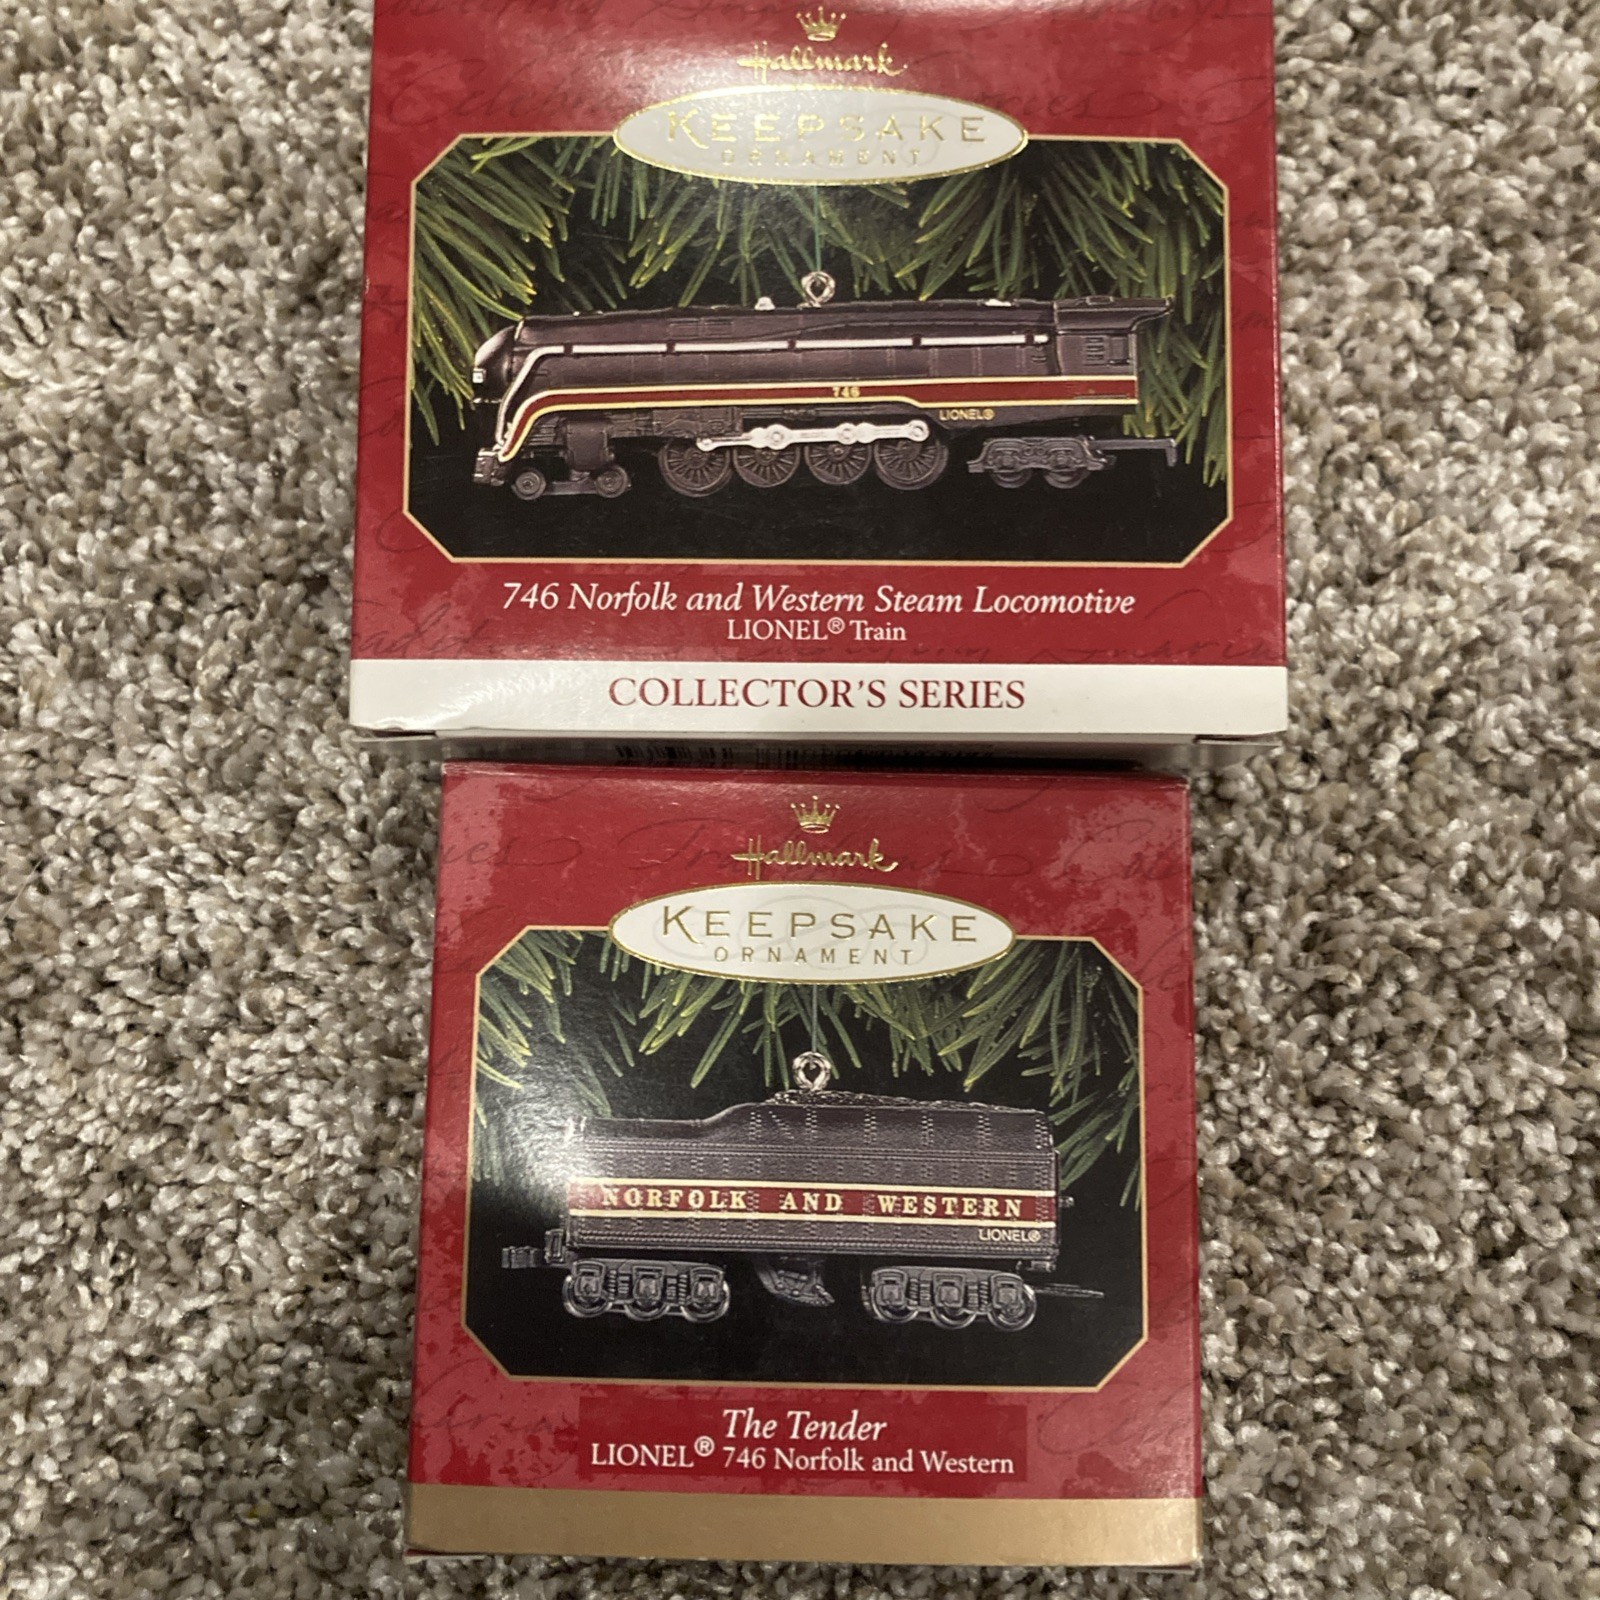 Hallmark
KEEPSAKE
ORNAMENT
746
LIONEL®
746 Norfolk and Western Steam Locomotive
LIONEL® Train
COLLECTOR'S SERIES
Hallmark
KEEPSAKE
ORNAMENT
NORFOLK AND WESTERN
LIONEL®
The Tender
LIONEL® 746 Norfolk and Western